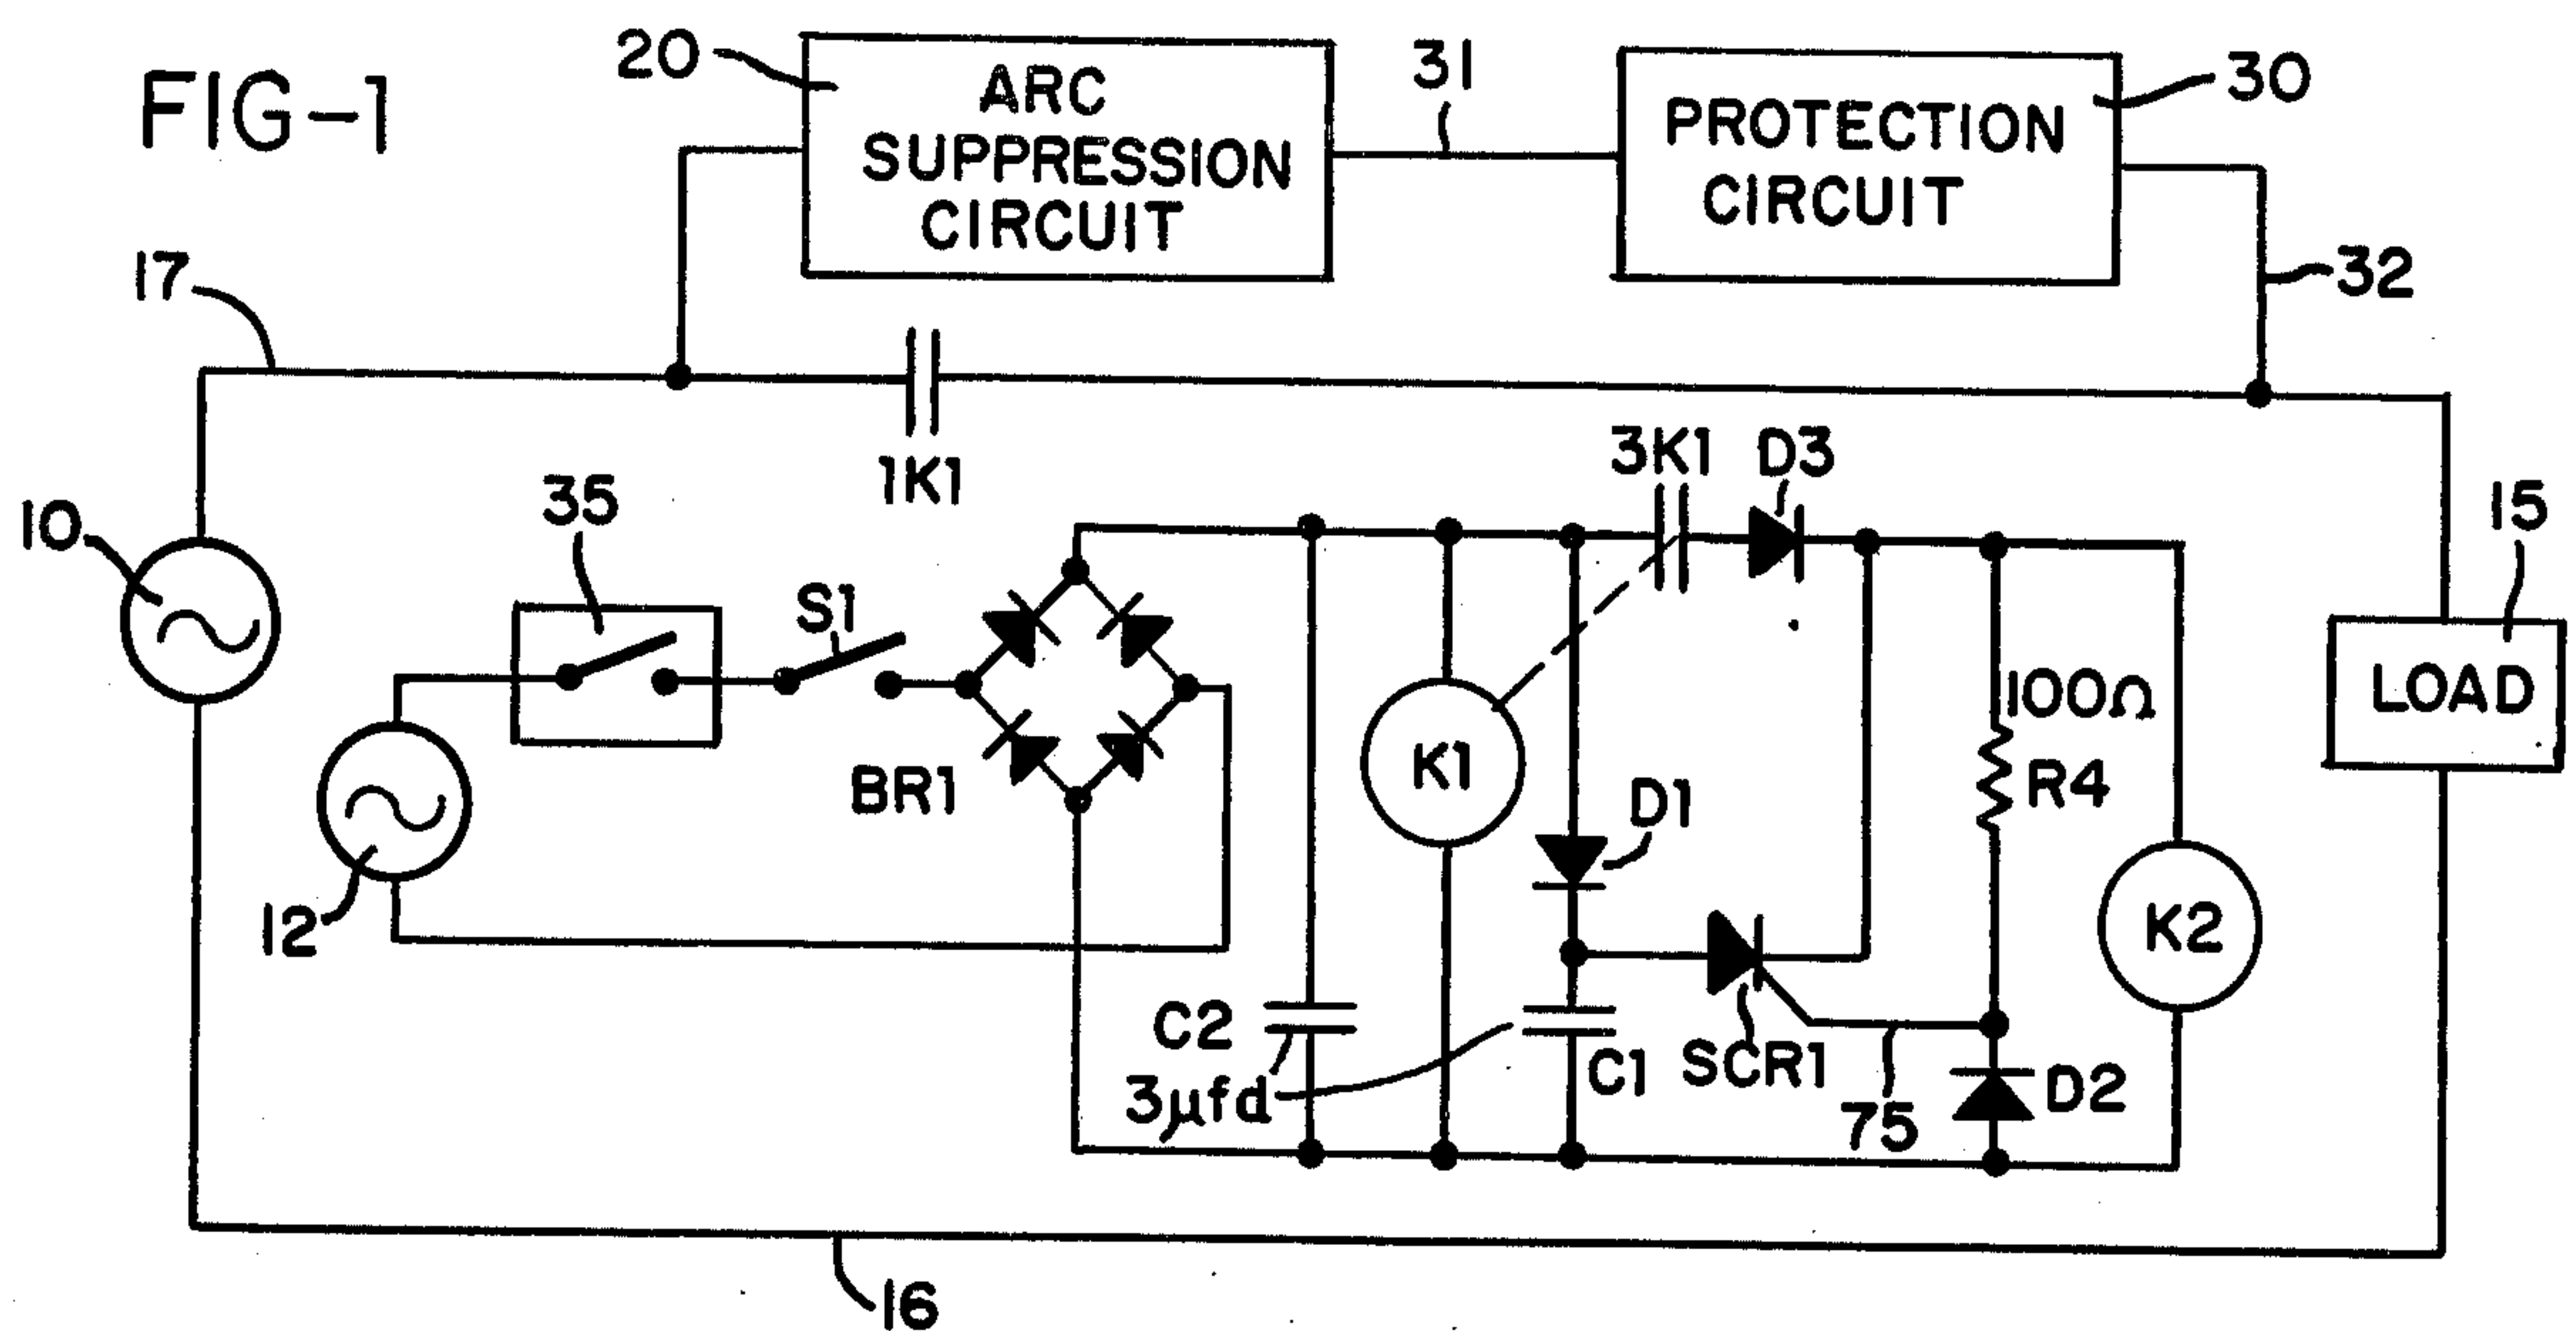 FIG-1
20
ARC
SUPPRESSION
CIRCUIT
31
PROTECTION
CIRCUIT
30
17
32
1K1
3K1
D3
10
35
S1
15
LOAD
100Ω
R4
K1
BR1
D1
12
K2
C2
3µfd
C1
SCR1
75
D2
16